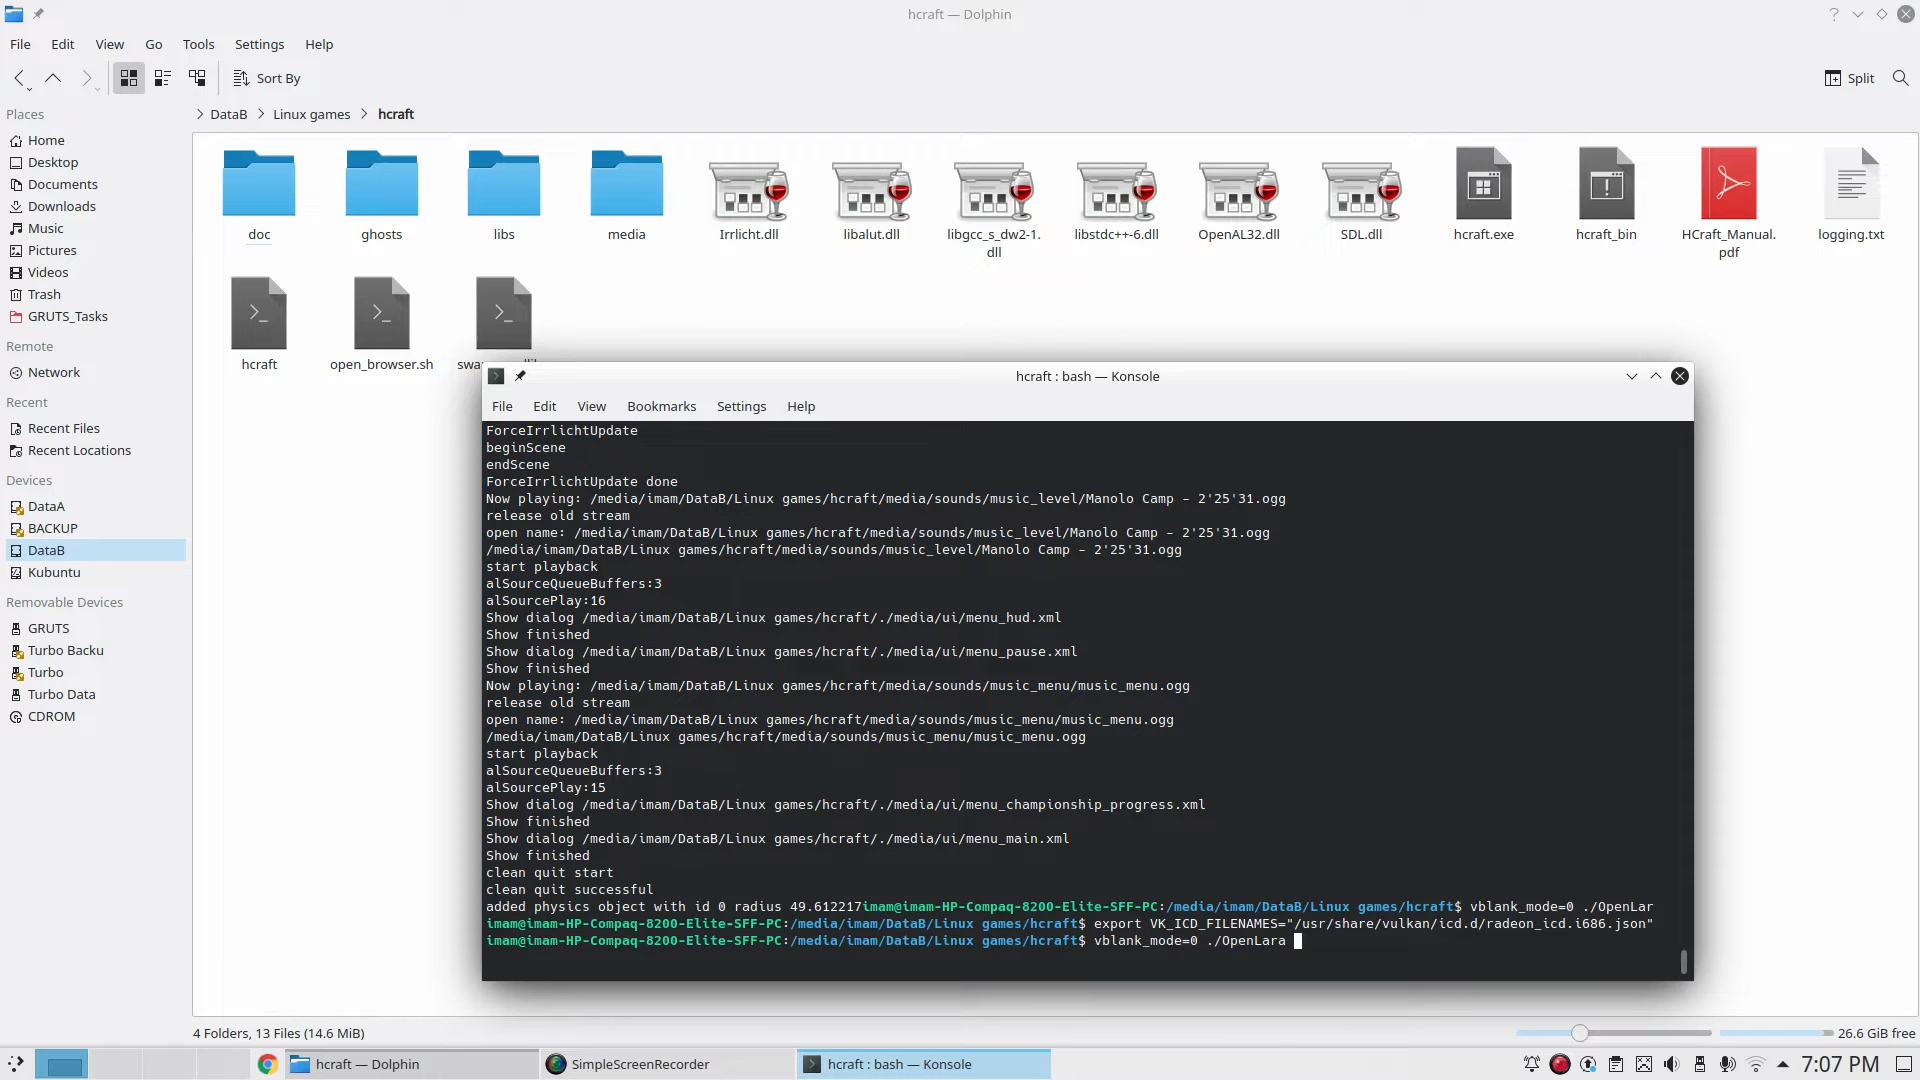 hcraft — Dolphin
File Edit View Go Tools Settings Help
Sort By
Split
Places
DataB Linux games hcraft
Home
Desktop
Documents
Downloads
Music
Pictures
Videos
Trash
GRUTS_Tasks
Remote
Network
Recent
Recent Files
Recent Locations
Devices
DataA
BACKUP
DataB
Kubuntu
Removable Devices
GRUTS
Turbo Backu
Turbo
Turbo Data
CDROM
doc ghosts libs media Irrlicht.dll libalut.dll libgcc_s_dw2-1. libstdc++-6.dll OpenAL32.dll SDL.dll hcraft.exe hcraft_bin HCraft_Manual. logging.txt
dll pdf
hcraft open_browser.sh
hcraft : bash — Konsole
File Edit View Bookmarks Settings Help
ForceIrrlichtUpdate
beginScene
endScene
ForceIrrlichtUpdate done
Now playing: /media/imam/DataB/Linux games/hcraft/media/sounds/music_level/Manolo Camp - 2'25'31.ogg
release old stream
open name: /media/imam/DataB/Linux games/hcraft/media/sounds/music_level/Manolo Camp - 2'25'31.ogg
/media/imam/DataB/Linux games/hcraft/media/sounds/music_level/Manolo Camp - 2'25'31.ogg
start playback
alSourceQueueBuffers:3
alSourcePlay:16
Show dialog /media/imam/DataB/Linux games/hcraft/./media/ui/menu_hud.xml
Show finished
Show dialog /media/imam/DataB/Linux games/hcraft/./media/ui/menu_pause.xml
Show finished
Now playing: /media/imam/DataB/Linux games/hcraft/media/sounds/music_menu/music_menu.ogg
release old stream
open name: /media/imam/DataB/Linux games/hcraft/media/sounds/music_menu/music_menu.ogg
/media/imam/DataB/Linux games/hcraft/media/sounds/music_menu/music_menu.ogg
start playback
alSourceQueueBuffers:3
alSourcePlay:15
Show dialog /media/imam/DataB/Linux games/hcraft/./media/ui/menu_championship_progress.xml
Show finished
Show dialog /media/imam/DataB/Linux games/hcraft/./media/ui/menu_main.xml
Show finished
clean quit start
clean quit successful
added physics object with id 0 radius 49.612217imam@imam-HP-Compaq-8200-Elite-SFF-PC:/media/imam/DataB/Linux games/hcraft$ vblank_mode=0 ./OpenLar
imam@imam-HP-Compaq-8200-Elite-SFF-PC:/media/imam/DataB/Linux games/hcraft$ export VK_ICD_FILENAMES="/usr/share/vulkan/icd.d/radeon_icd.i686.json"
imam@imam-HP-Compaq-8200-Elite-SFF-PC:/media/imam/DataB/Linux games/hcraft$ vblank_mode=0 ./OpenLara
4 Folders, 13 Files (14.6 MiB)
26.6 GiB free
hcraft — Dolphin
SimpleScreenRecorder
hcraft : bash — Konsole
7:07 PM